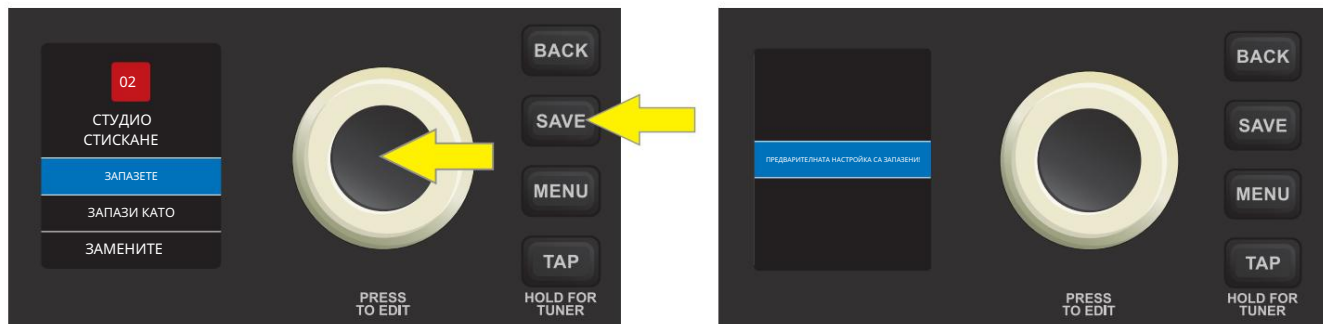 02
СТУДИО
СТИСКАНЕ
ЗАПАЗЕТЕ
ЗАПАЗИ КАТО
ЗАМЕНИТЕ
BACK
SAVE
MENU
TAP
PRESS
TO EDIT
HOLD FOR
TUNER
ПРЕДВАРИТЕЛНАТА НАСТРОЙКА СА ЗАПАЗЕНИ!
BACK
SAVE
MENU
TAP
PRESS
TO EDIT
HOLD FOR
TUNER